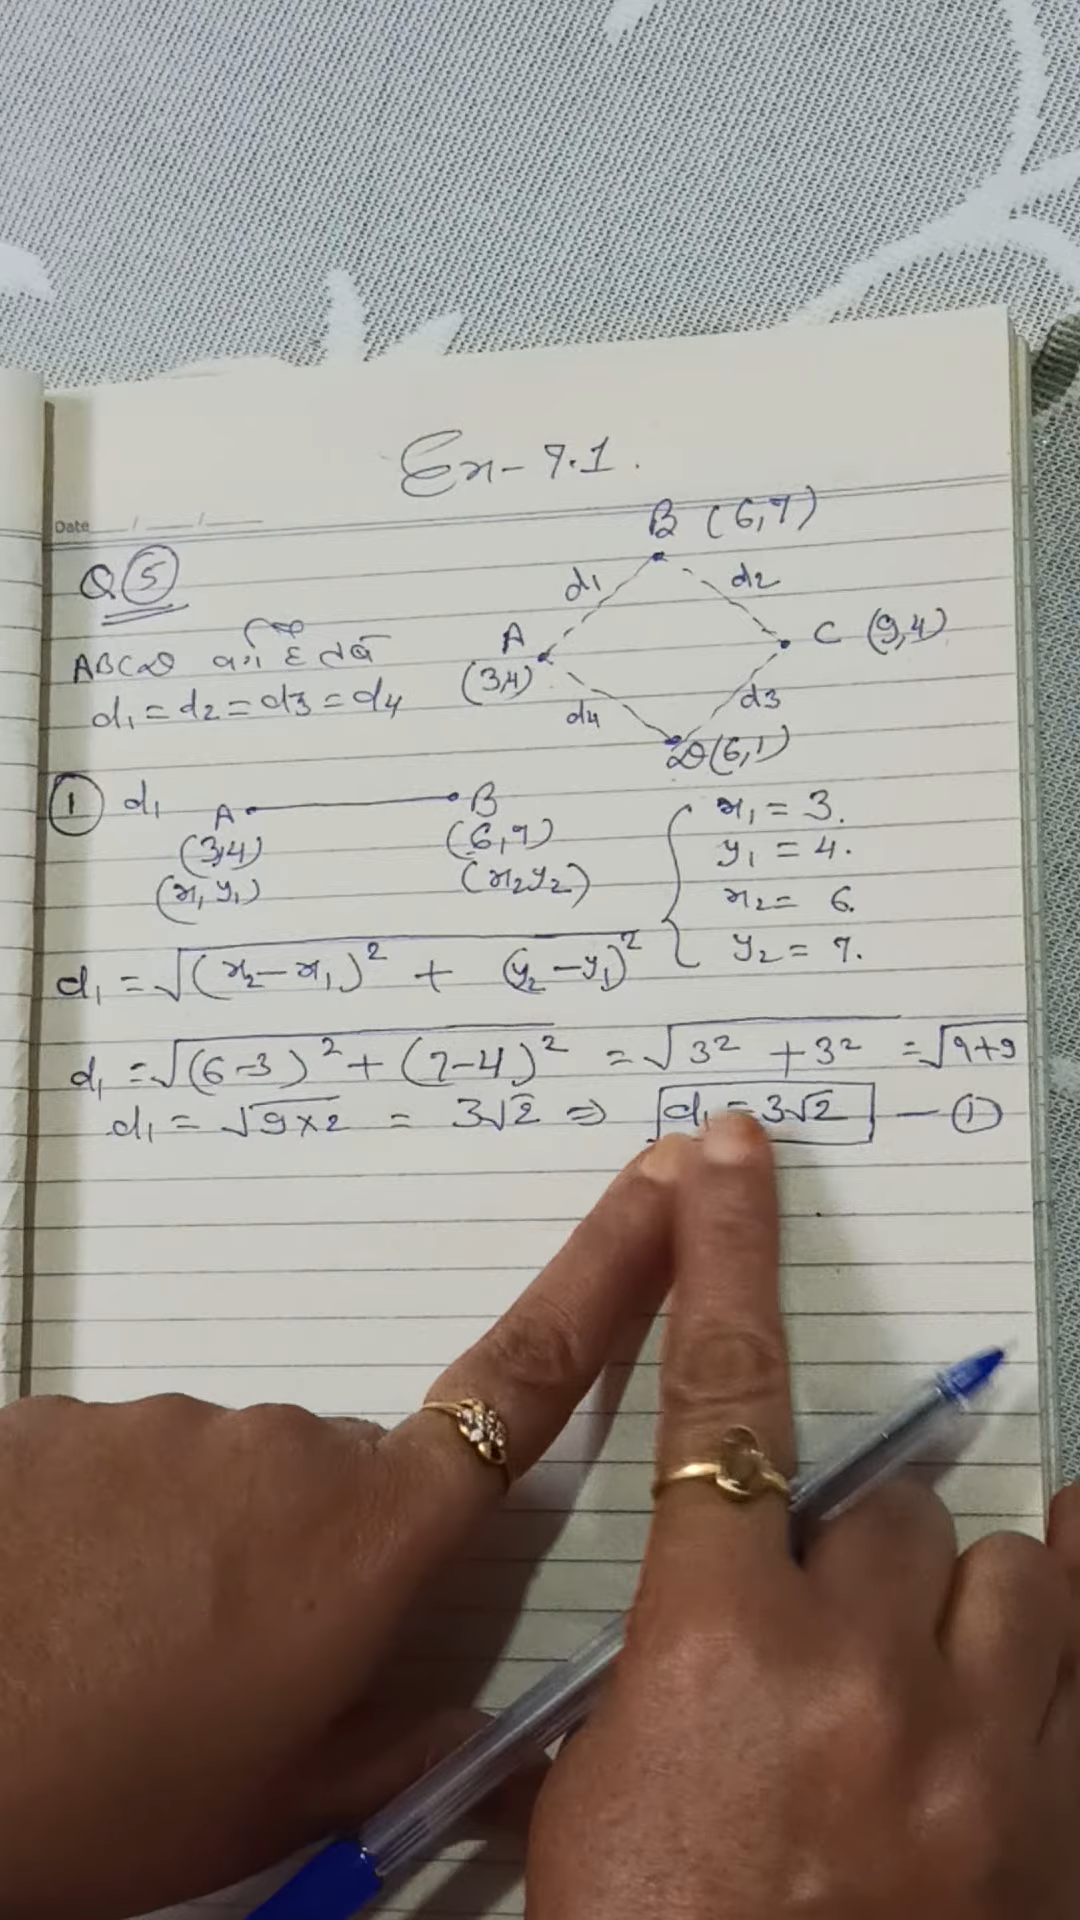 Ex-7.1.
Date
Q 5
B (6,7)
d1 d2
A
(3,4)
C (9,4)
d4 d3
D(6,1)
ABCD
d1 = d2 = d3 = d4
1 d1 A B
(3,4) (6,7)
(x1 y1) (x2 y2)
x1 = 3.
y1 = 4.
x2 = 6.
y2 = 7.
d1 = √(x2 – x1)² + (y2 – y1)²
d1 = √(6-3)² + (7-4)² = √3² + 3² = √9+9
d1 = √9×2 = 3√2 ⇒ d1 = 3√2 — 1